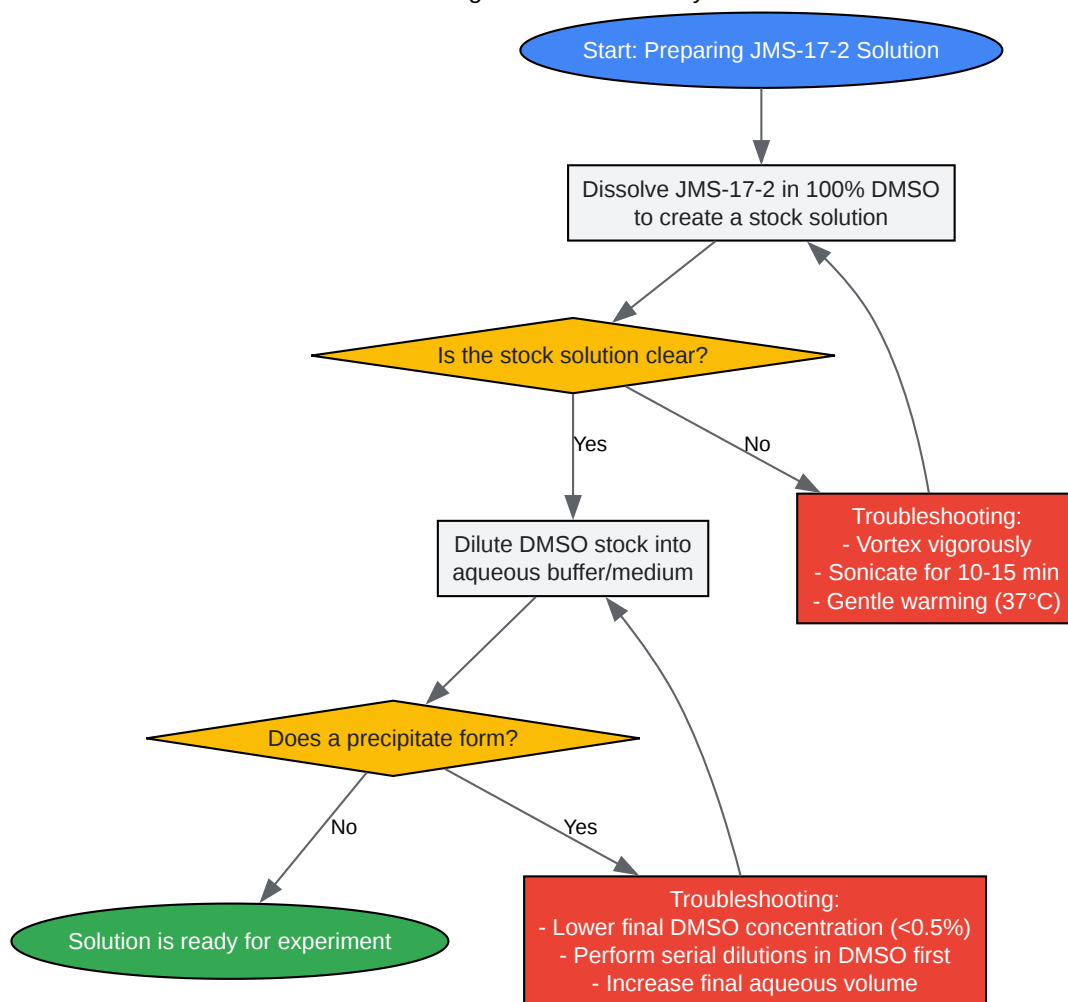 Start: Preparing JMS-17-2 Solution
Dissolve JMS-17-2 in 100% DMSO
to create a stock solution
Is the stock solution clear?
Yes
No
Troubleshooting:
- Vortex vigorously
- Sonicate for 10-15 min
- Gentle warming (37°C)
Dilute DMSO stock into
aqueous buffer/medium
Does a precipitate form?
No
Yes
Troubleshooting:
- Lower final DMSO concentration (<0.5%)
- Perform serial dilutions in DMSO first
- Increase final aqueous volume
Solution is ready for experiment